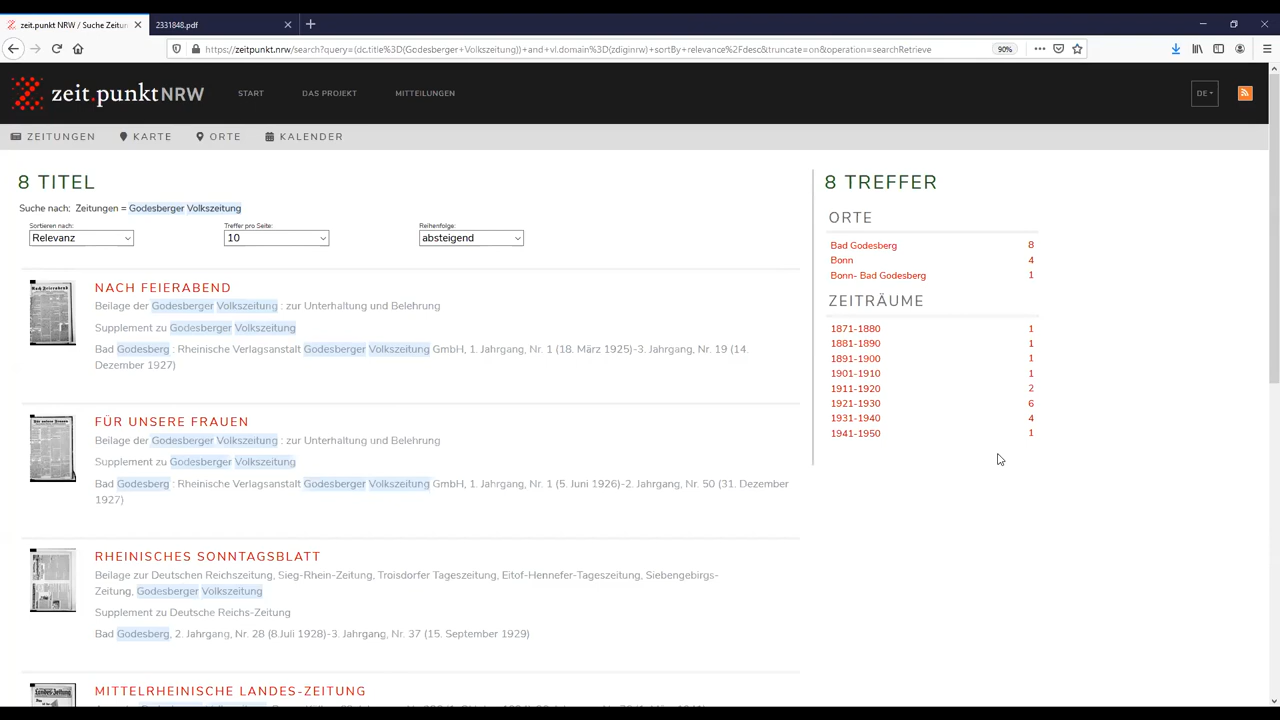 zeit.punkt NRW / Suche Zeitun
2331848.pdf
https://zeitpunkt.nrw/search?query=(dc.title%3D(Godesberger+Volkszeitung))+and+vl.domain%3D(zdiginrw)+sortBy+relevance%2Fdesc&truncate=on&operation=searchRetrieve
90%
zeit.punktNRW
START
DAS PROJEKT
MITTEILUNGEN
DE
ZEITUNGEN
KARTE
ORTE
KALENDER
8 TITEL
Suche nach: Zeitungen = Godesberger Volkszeitung
Sortieren nach:
Treffer pro Seite:
Reihenfolge:
Relevanz
10
absteigend
NACH FEIERABEND
Beilage der Godesberger Volkszeitung : zur Unterhaltung und Belehrung
Supplement zu Godesberger Volkszeitung
Bad Godesberg : Rheinische Verlagsanstalt Godesberger Volkszeitung GmbH, 1. Jahrgang, Nr. 1 (18. März 1925)-3. Jahrgang, Nr. 19 (14.
Dezember 1927)
FÜR UNSERE FRAUEN
Beilage der Godesberger Volkszeitung : zur Unterhaltung und Belehrung
Supplement zu Godesberger Volkszeitung
Bad Godesberg : Rheinische Verlagsanstalt Godesberger Volkszeitung GmbH, 1. Jahrgang, Nr. 1 (5. Juni 1926)-2. Jahrgang, Nr. 50 (31. Dezember
1927)
RHEINISCHES SONNTAGSBLATT
Beilage zur Deutschen Reichszeitung, Sieg-Rhein-Zeitung, Troisdorfer Tageszeitung, Eitof-Hennefer-Tageszeitung, Siebengebirgs-
Zeitung, Godesberger Volkszeitung
Supplement zu Deutsche Reichs-Zeitung
Bad Godesberg, 2. Jahrgang, Nr. 28 (8.Juli 1928)-3. Jahrgang, Nr. 37 (15. September 1929)
MITTELRHEINISCHE LANDES-ZEITUNG
8 TREFFER
ORTE
Bad Godesberg 8
Bonn 4
Bonn- Bad Godesberg 1
ZEITRÄUME
1871-1880 1
1881-1890 1
1891-1900 1
1901-1910 1
1911-1920 2
1921-1930 6
1931-1940 4
1941-1950 1